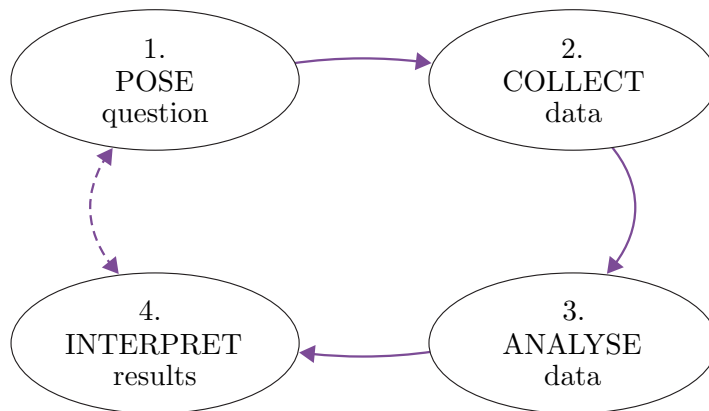 1.
POSE
question
2.
COLLECT
data
3.
ANALYSE
data
4.
INTERPRET
results